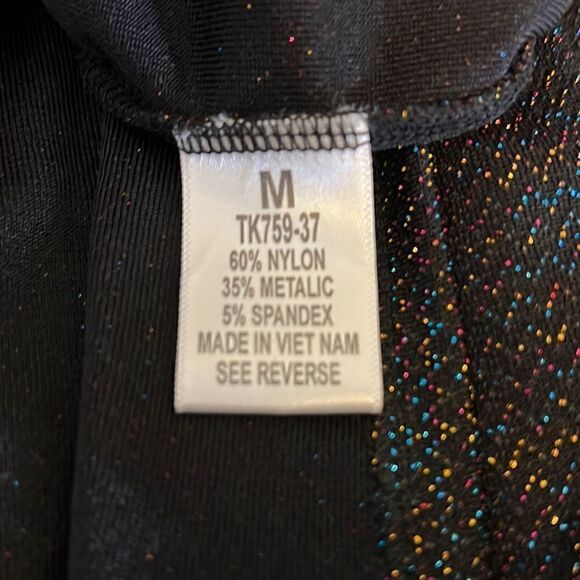 M
TK759-37
60% NYLON
35% METALIC
5% SPANDEX
MADE IN VIET NAM
SEE REVERSE